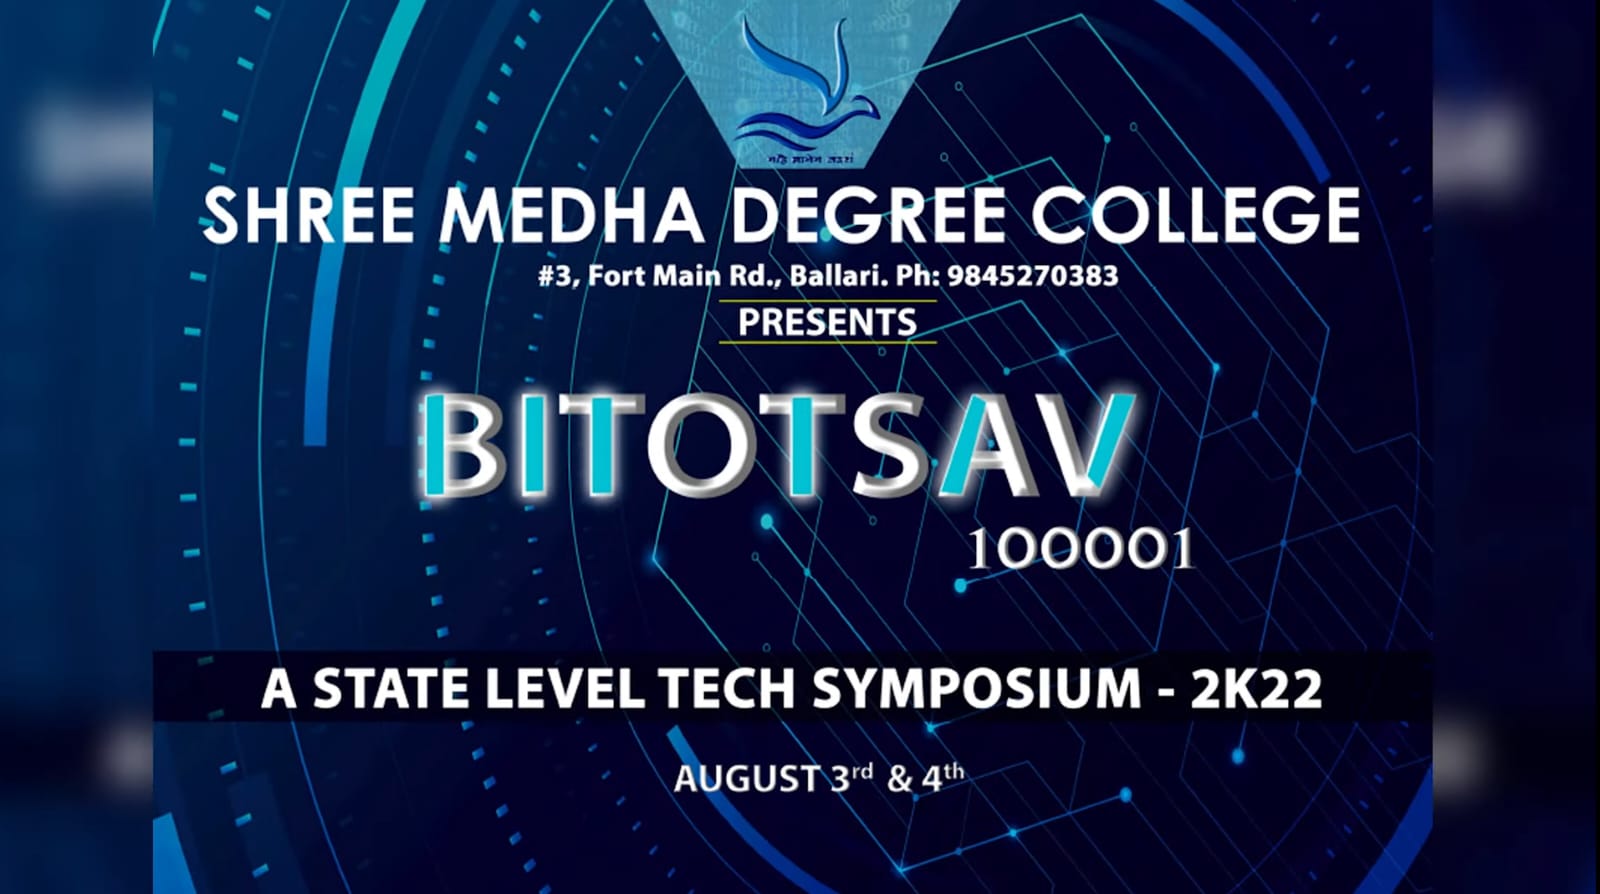 SHREE MEDHA DEGREE COLLEGE
#3, Fort Main Rd., Ballari. Ph: 9845270383
PRESENTS
BITOTSAV
100001
A STATE LEVEL TECH SYMPOSIUM - 2K22
AUGUST 3rd & 4th